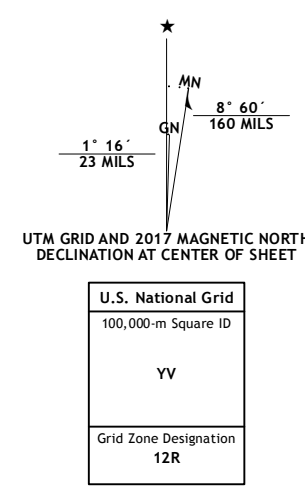 MN
8° 60´
160 MILS
GN
1° 16´
23 MILS
UTM GRID AND 2017 MAGNETIC NORTH
DECLINATION AT CENTER OF SHEET
U.S. National Grid
100,000-m Square ID
YV
Grid Zone Designation
12R